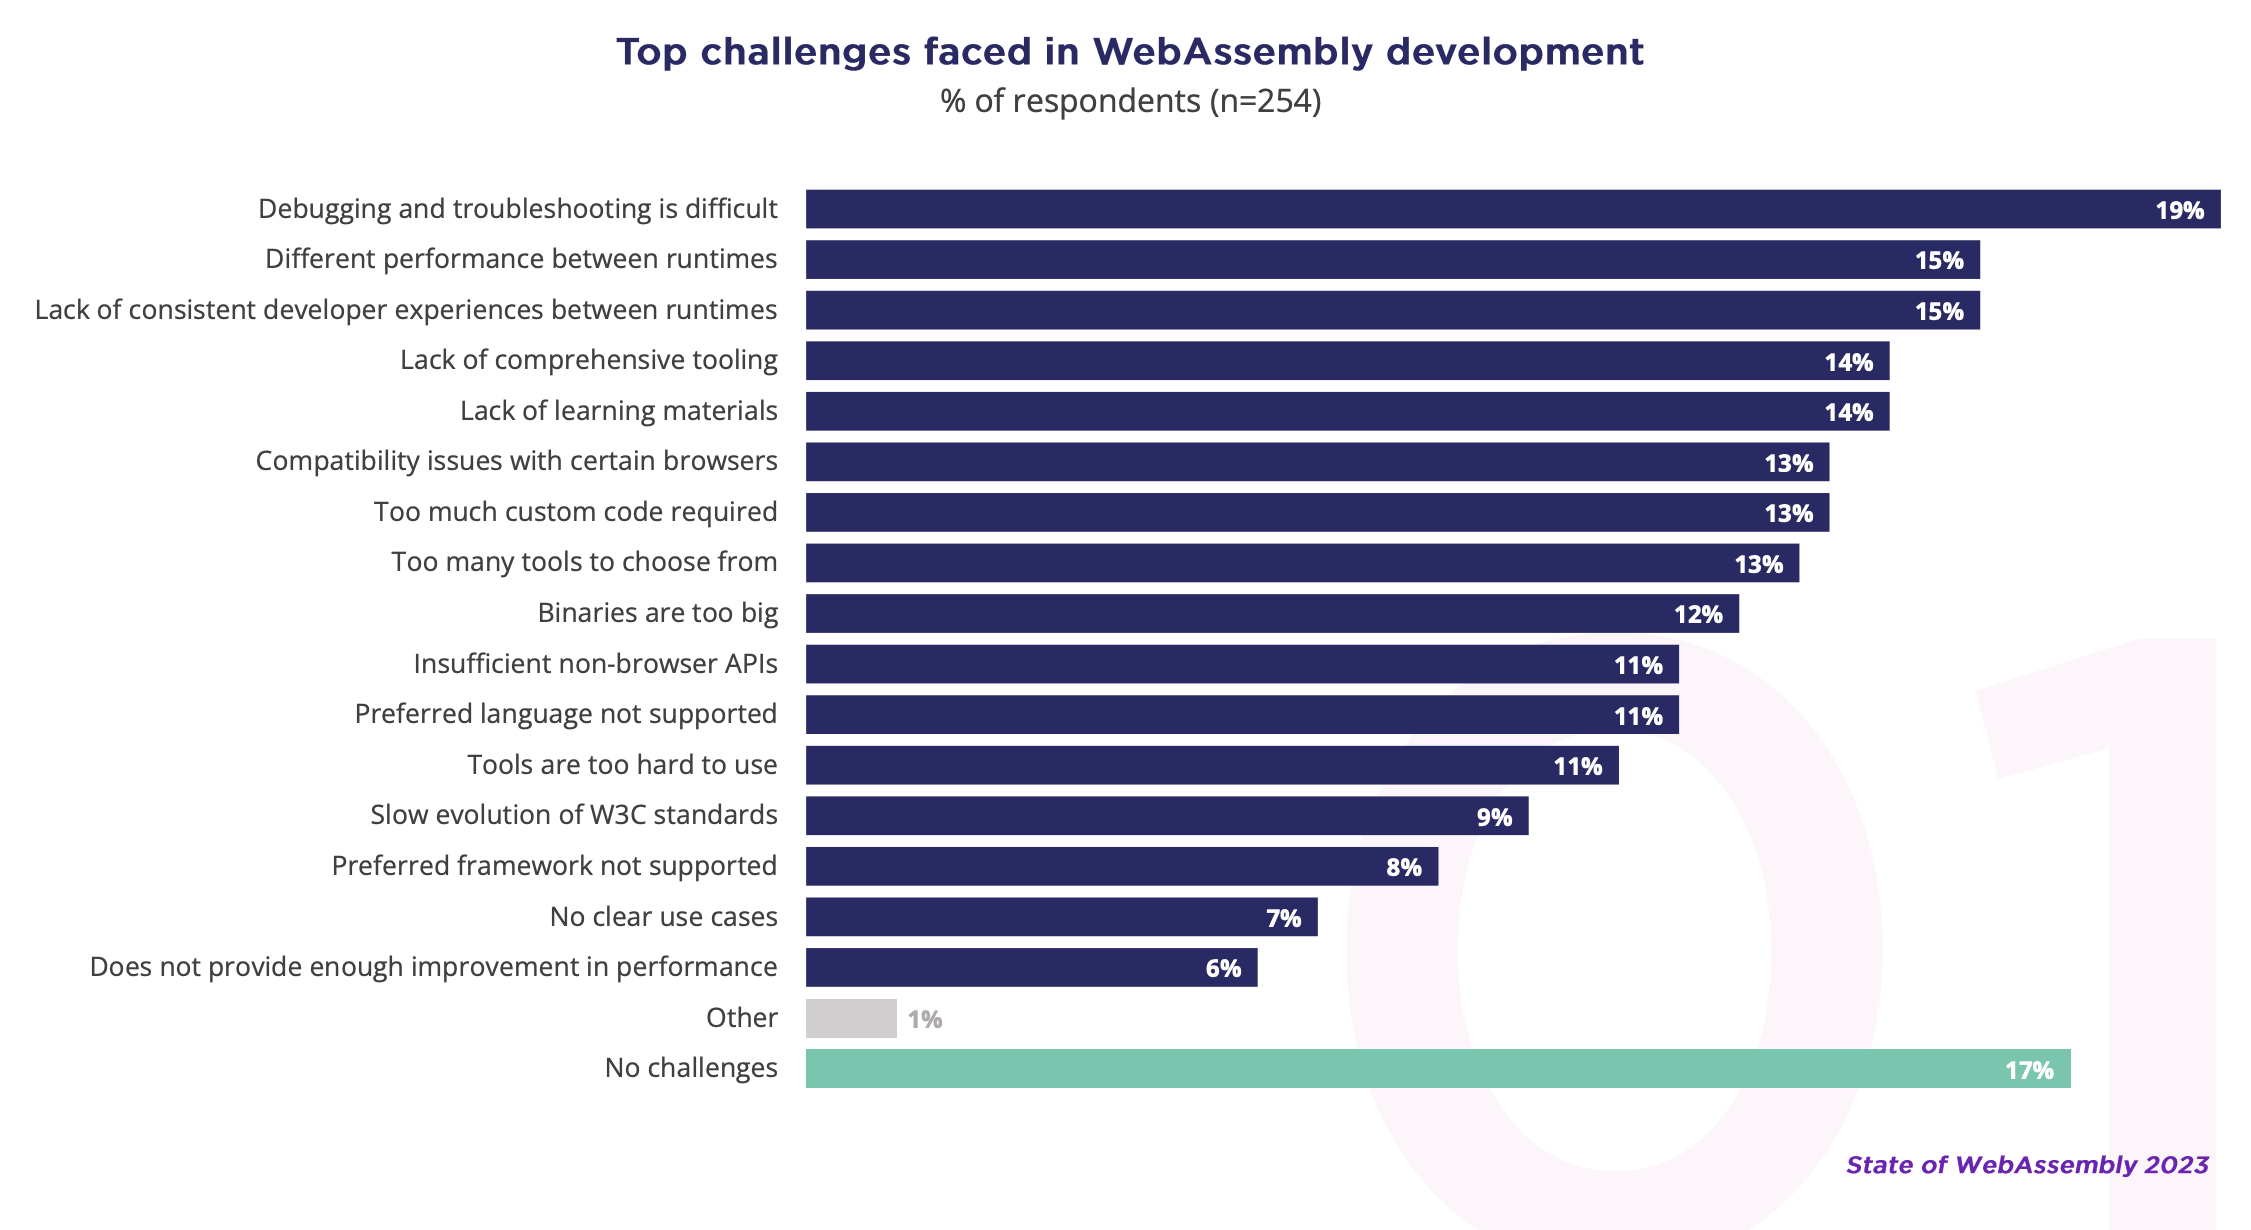 Top challenges faced in WebAssembly development
% of respondents (n=254)
Debugging and troubleshooting is difficult 19%
Different performance between runtimes 15%
Lack of consistent developer experiences between runtimes 15%
Lack of comprehensive tooling 14%
Lack of learning materials 14%
Compatibility issues with certain browsers 13%
Too much custom code required 13%
Too many tools to choose from 13%
Binaries are too big 12%
Insufficient non-browser APIs 11%
Preferred language not supported 11%
Tools are too hard to use 11%
Slow evolution of W3C standards 9%
Preferred framework not supported 8%
No clear use cases 7%
Does not provide enough improvement in performance 6%
Other 1%
No challenges 17%
01
State of WebAssembly 2023